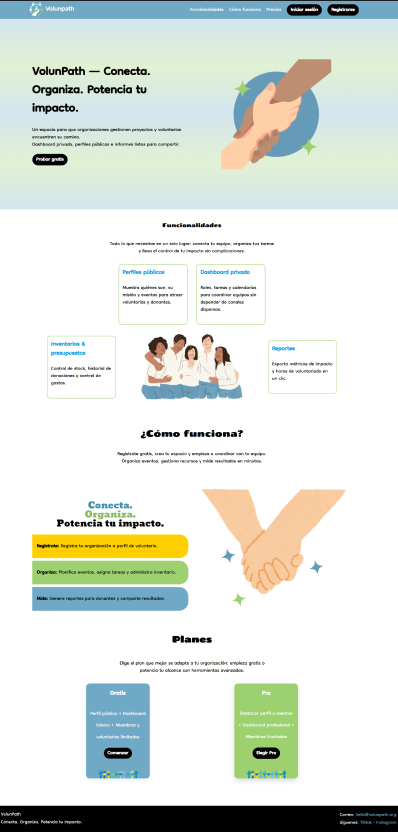 VolunPath
Funcionalidades Cómo funciona Precios Iniciar sesión Registrarse
VolunPath — Conecta.
Organiza. Potencia tu
impacto.
Un espacio para que organizaciones gestionen proyectos y voluntarios
encuentren su camino.
Dashboard privado, perfiles públicos e informes listos para compartir.
Probar gratis
Funcionalidades
Todo lo que necesitas en un solo lugar: conecta tu equipo, organiza tus tareas
y lleva el control de tu impacto sin complicaciones.
Perfiles públicos
Muestra quiénes son, su
misión y eventos para atraer
voluntarios y donantes.
Dashboard privado
Roles, tareas y calendarios
para coordinar equipos sin
depender de canales
dispersos.
Inventarios &
presupuestos
Control de stock, historial de
donaciones y control de
gastos.
Reportes
Exporta métricas de impacto
y horas de voluntariado en
un clic.
¿Cómo funciona?
Regístrate gratis, crea tu espacio y empieza a coordinar con tu equipo.
Organiza eventos, gestiona recursos y mide resultados en minutos.
Conecta.
Organiza.
Potencia tu impacto.
Regístrate: Registra tu organización o perfil de voluntario.
Organiza: Planifica eventos, asigna tareas y administra inventario.
Mide: Genera reportes para donantes y comparte resultados.
Planes
Elige el plan que mejor se adapte a tu organización: empieza gratis o
potencia tu alcance con herramientas avanzadas.
Gratis
Perfil público + Dashboard
básico + Miembros y
voluntarios limitados
Comenzar
Pro
Destacar perfil o eventos
+ Dashboard profesional +
Miembros ilimitados
Elegir Pro
VolunPath
Conecta. Organiza. Potencia tu impacto.
Correo: hello@volunpath.org
Síguenos: Tiktok - Instagram